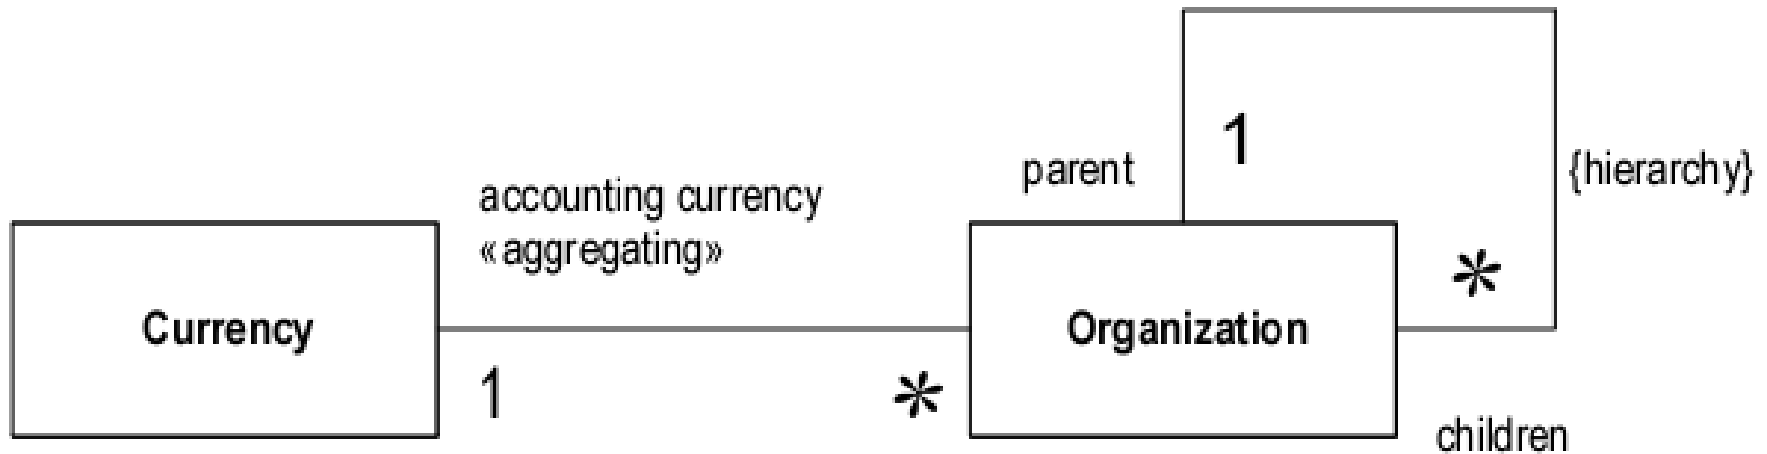 parent
1
{hierarchy}
accounting currency
«aggregating»
*
Currency
Organization
1
*
children